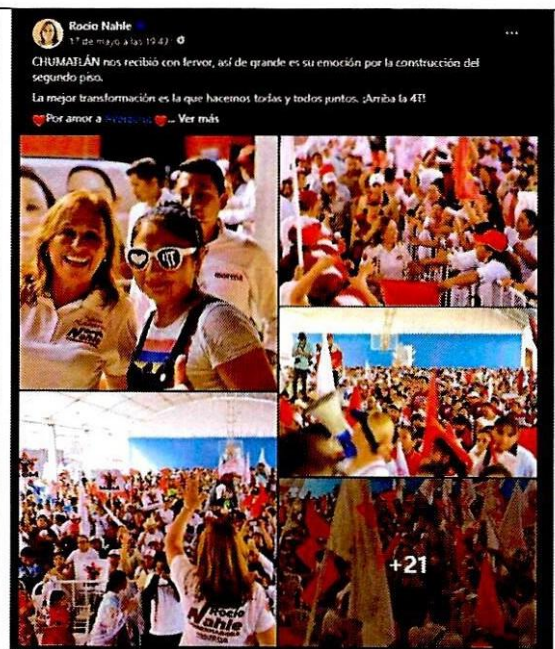 Rocío Nahle
17 de mayo a las 19:43
CHUMATLÁN nos recibió con fervor, así de grande es su emoción por la construcción del
segundo piso.
La mejor transformación es la que hacemos todas y todos juntos. ¡Arriba la 4T!
Por amor a ... Ver más
morena
Rocío
Nahle
+21